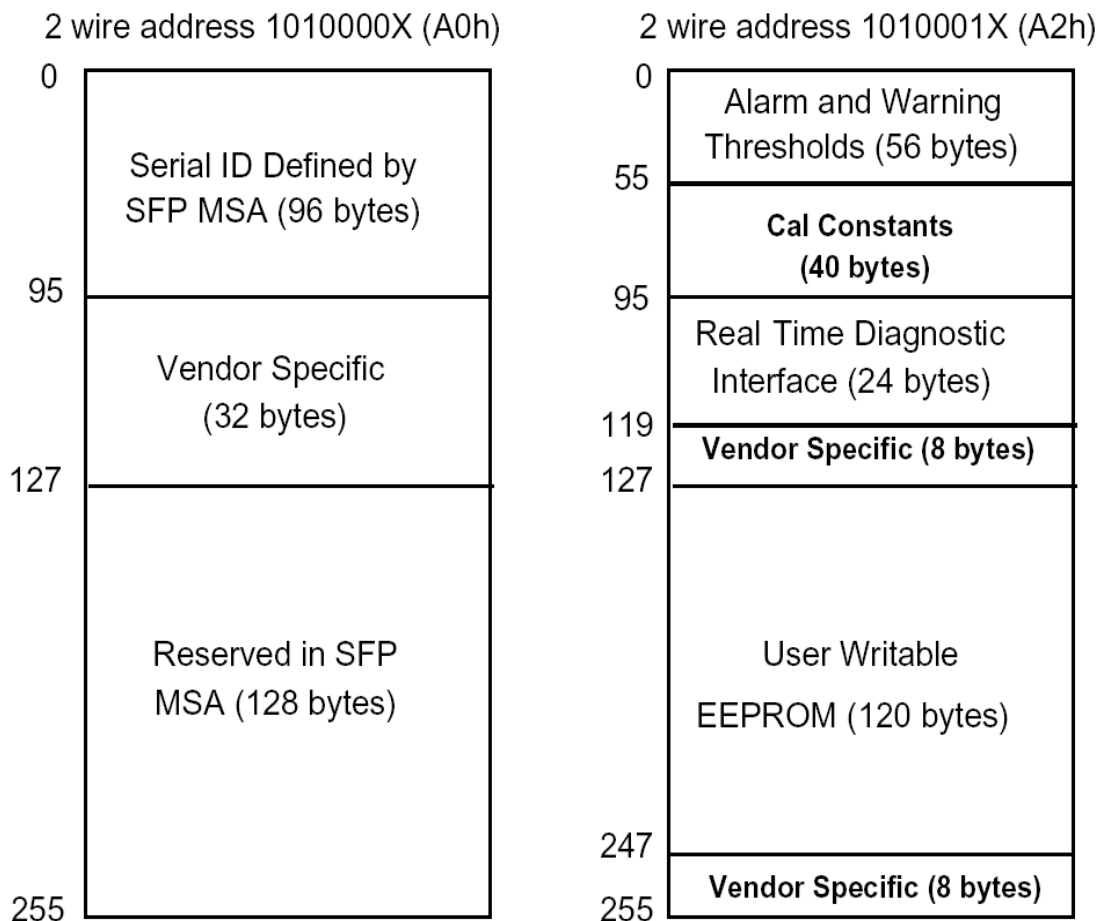 2 wire address 1010000X (A0h)
0
Serial ID Defined by
SFP MSA (96 bytes)
95
Vendor Specific
(32 bytes)
127
Reserved in SFP
MSA (128 bytes)
255
2 wire address 1010001X (A2h)
0
Alarm and Warning
Thresholds (56 bytes)
55
Cal Constants
(40 bytes)
95
Real Time Diagnostic
Interface (24 bytes)
119
Vendor Specific (8 bytes)
127
User Writable
EEPROM (120 bytes)
247
Vendor Specific (8 bytes)
255